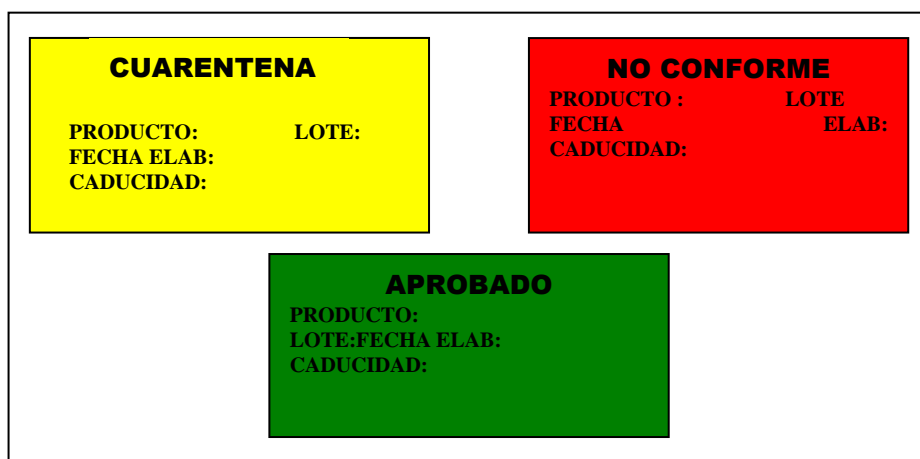 CUARENTENA
PRODUCTO: LOTE:
FECHA ELAB:
CADUCIDAD:
NO CONFORME
PRODUCTO : LOTE
FECHA ELAB:
CADUCIDAD:
APROBADO
PRODUCTO:
LOTE:FECHA ELAB:
CADUCIDAD: